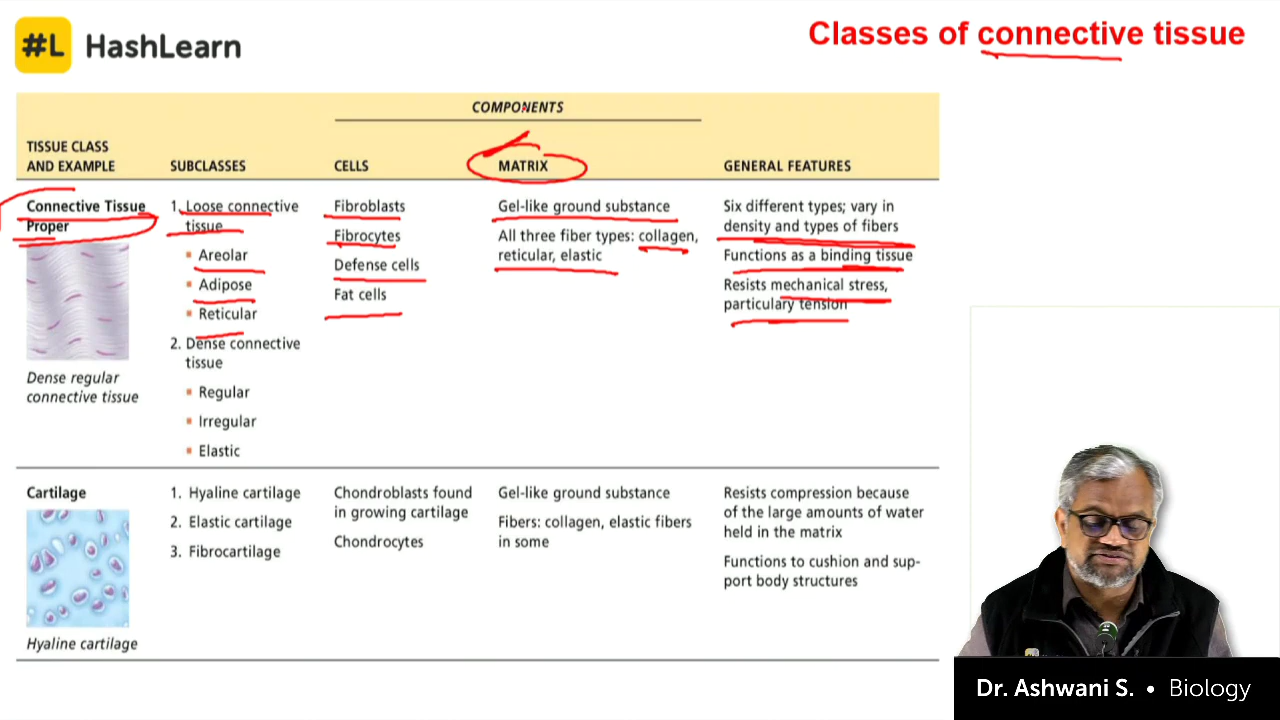 #L HashLearn
Classes of connective tissue
COMPONENTS
TISSUE CLASS
AND EXAMPLE
SUBCLASSES
CELLS
MATRIX
GENERAL FEATURES
Connective Tissue
Proper
Dense regular
connective tissue
1. Loose connective
tissue
Areolar
Adipose
Reticular
2. Dense connective
tissue
Regular
Irregular
Elastic
Fibroblasts
Fibrocytes
Defense cells
Fat cells
Gel-like ground substance
All three fiber types: collagen,
reticular, elastic
Six different types; vary in
density and types of fibers
Functions as a binding tissue
Resists mechanical stress,
particulary tension
Cartilage
Hyaline cartilage
1. Hyaline cartilage
2. Elastic cartilage
3. Fibrocartilage
Chondroblasts found
in growing cartilage
Chondrocytes
Gel-like ground substance
Fibers: collagen, elastic fibers
in some
Resists compression because
of the large amounts of water
held in the matrix
Functions to cushion and sup-
port body structures
Dr. Ashwani S. • Biology